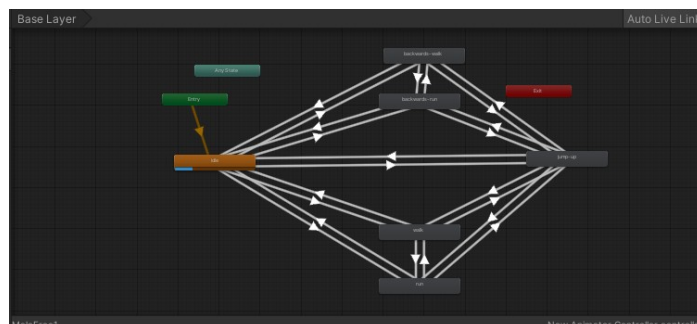 Base Layer
Auto Live Link
backwards-walk
Any State
Exit
Entry
backwards-run
idle
jump-up
walk
run